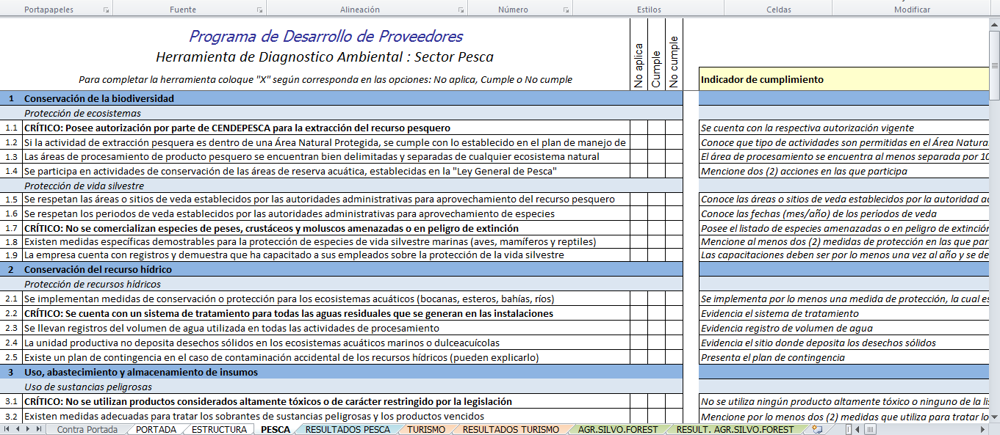 Portapapeles Fuente Alineación Número Estilos Celdas Modificar
Programa de Desarrollo de Proveedores
Herramienta de Diagnostico Ambiental : Sector Pesca
Para completar la herramienta coloque "X" según corresponda en las opciones: No aplica, Cumple o No cumple
No aplica
Cumple
No cumple
Indicador de cumplimiento
1 Conservación de la biodiversidad
Protección de ecosistemas
1.1 CRÍTICO: Posee autorización por parte de CENDEPESCA para la extracción del recurso pesquero Se cuenta con la respectiva autorización vigente
1.2 Si la actividad de extracción pesquera es dentro de una Área Natural Protegida, se cumple con lo establecido en el plan de manejo de Conoce que tipo de actividades son permitidas en el Área Natura
1.3 Las áreas de procesamiento de producto pesquero se encuentran bien delimitadas y separadas de cualquier ecosistema natural El área de procesamiento se encuentra al menos separada por 10
1.4 Se participa en actividades de conservación de las áreas de reserva acuática, establecidas en la "Ley General de Pesca" Mencione dos (2) acciones en las que participa
Protección de vida silvestre
1.5 Se respetan las áreas o sitios de veda establecidos por las autoridades administrativas para aprovechamiento del recurso pesquero Conoce las áreas o sitios de veda establecidos por la autoridad a
1.6 Se respetan los periodos de veda establecidos por las autoridades administrativas para aprovechamiento de especies Conoce las fechas (mes/año) de los períodos de veda
1.7 CRÍTICO: No se comercializan especies de peses, crustáceos y moluscos amenazadas o en peligro de extinción Posee el listado de especies amenazadas o en peligro de extinción
1.8 Existen medidas específicas demostrables para la protección de especies de vida silvestre marinas (aves, mamíferos y reptiles) Mencione al menos dos (2) medidas de protección en las que par
1.9 La empresa cuenta con registros y demuestra que ha capacitado a sus empleados sobre la protección de la vida silvestre Las capacitaciones deben ser por lo menos una vez al año y se de
2 Conservación del recurso hídrico
Protección de recursos hídricos
2.1 Se implementan medidas de conservación o protección para los ecosistemas acuáticos (bocanas, esteros, bahías, ríos) Se implementa por lo menos una medida de protección, la cual es
2.2 CRÍTICO: Se cuenta con un sistema de tratamiento para todas las aguas residuales que se generan en las instalaciones Evidencia el sistema de tratamiento
2.3 Se llevan registros del volumen de agua utilizada en todas las actividades de procesamiento Evidencia registro de volumen de agua
2.4 La unidad productiva no deposita desechos sólidos en los ecosistemas acuáticos marinos o dulceacuícolas Evidencia el sitio donde deposita los desechos sólidos
2.5 Existe un plan de contingencia en el caso de contaminación accidental de los recursos hídricos (pueden explicarlo) Presenta el plan de contingencia
3 Uso, abastecimiento y almacenamiento de insumos
Uso de sustancias peligrosas
3.1 CRÍTICO: No se utilizan productos considerados altamente tóxicos o de carácter restringido por la legislación No se utiliza ningún producto altamente tóxico o ninguno de la li
3.2 Existen medidas adecuadas para tratar los sobrantes de sustancias peligrosas y los productos vencidos Mencione por lo menos dos (2) medidas que utiliza para tratar lo
Contra Portada PORTADA ESTRUCTURA PESCA RESULTADOS PESCA TURISMO RESULTADOS TURISMO AGR.SILVO.FOREST RESULT. AGR.SILVO.FOREST